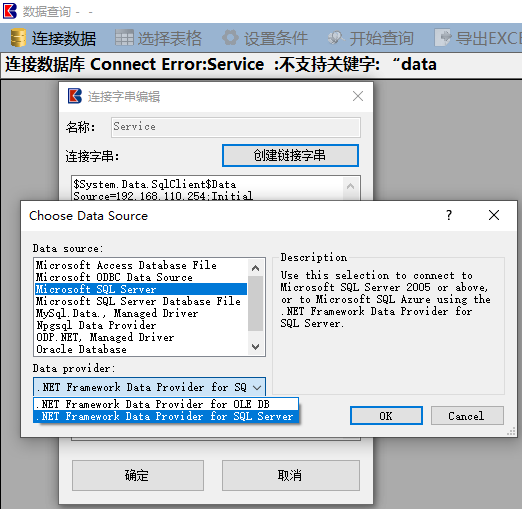 数据查询 - -
连接数据 选择表格 设置条件 开始查询 导出EXCE
连接数据库 Connect Error:Service :不支持关键字: “data
连接字串编辑
名称: Service
连接字串: 创建链接字串
$System.Data.SqlClient$Data
Source=192.168.110.254;Initial
Choose Data Source ?
Data source:
Microsoft Access Database File
Microsoft ODBC Data Source
Microsoft SQL Server
Microsoft SQL Server Database File
MySql.Data., Managed Driver
Npgsql Data Provider
ODP.NET, Managed Driver
Oracle Database
Description
Use this selection to connect to
Microsoft SQL Server 2005 or above,
or to Microsoft SQL Azure using the
.NET Framework Data Provider for
SQL Server.
Data provider:
.NET Framework Data Provider for SQ
.NET Framework Data Provider for OLE DB
.NET Framework Data Provider for SQL Server
OK Cancel
确定 取消